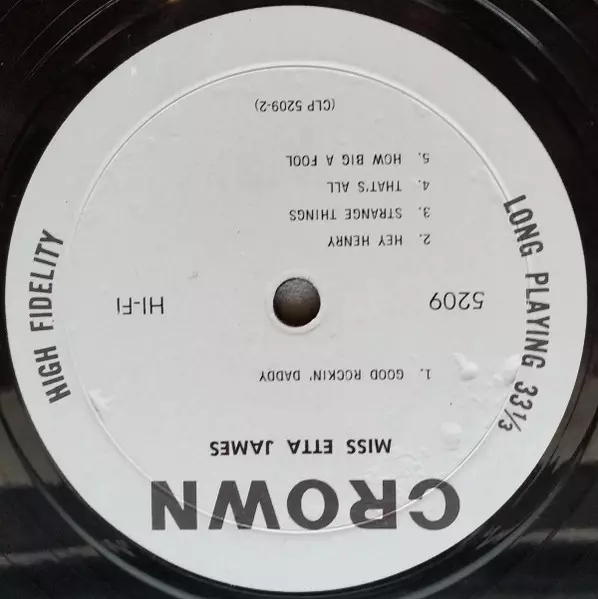 CROWN
MISS ETTA JAMES
1. GOOD ROCKIN' DADDY
5209
HI-FI
2. HEY HENRY
3. STRANGE THINGS
4. THAT'S ALL
5. HOW BIG A FOOL
(CLP 5209-2)
LONG PLAYING 33⅓
HIGH FIDELITY